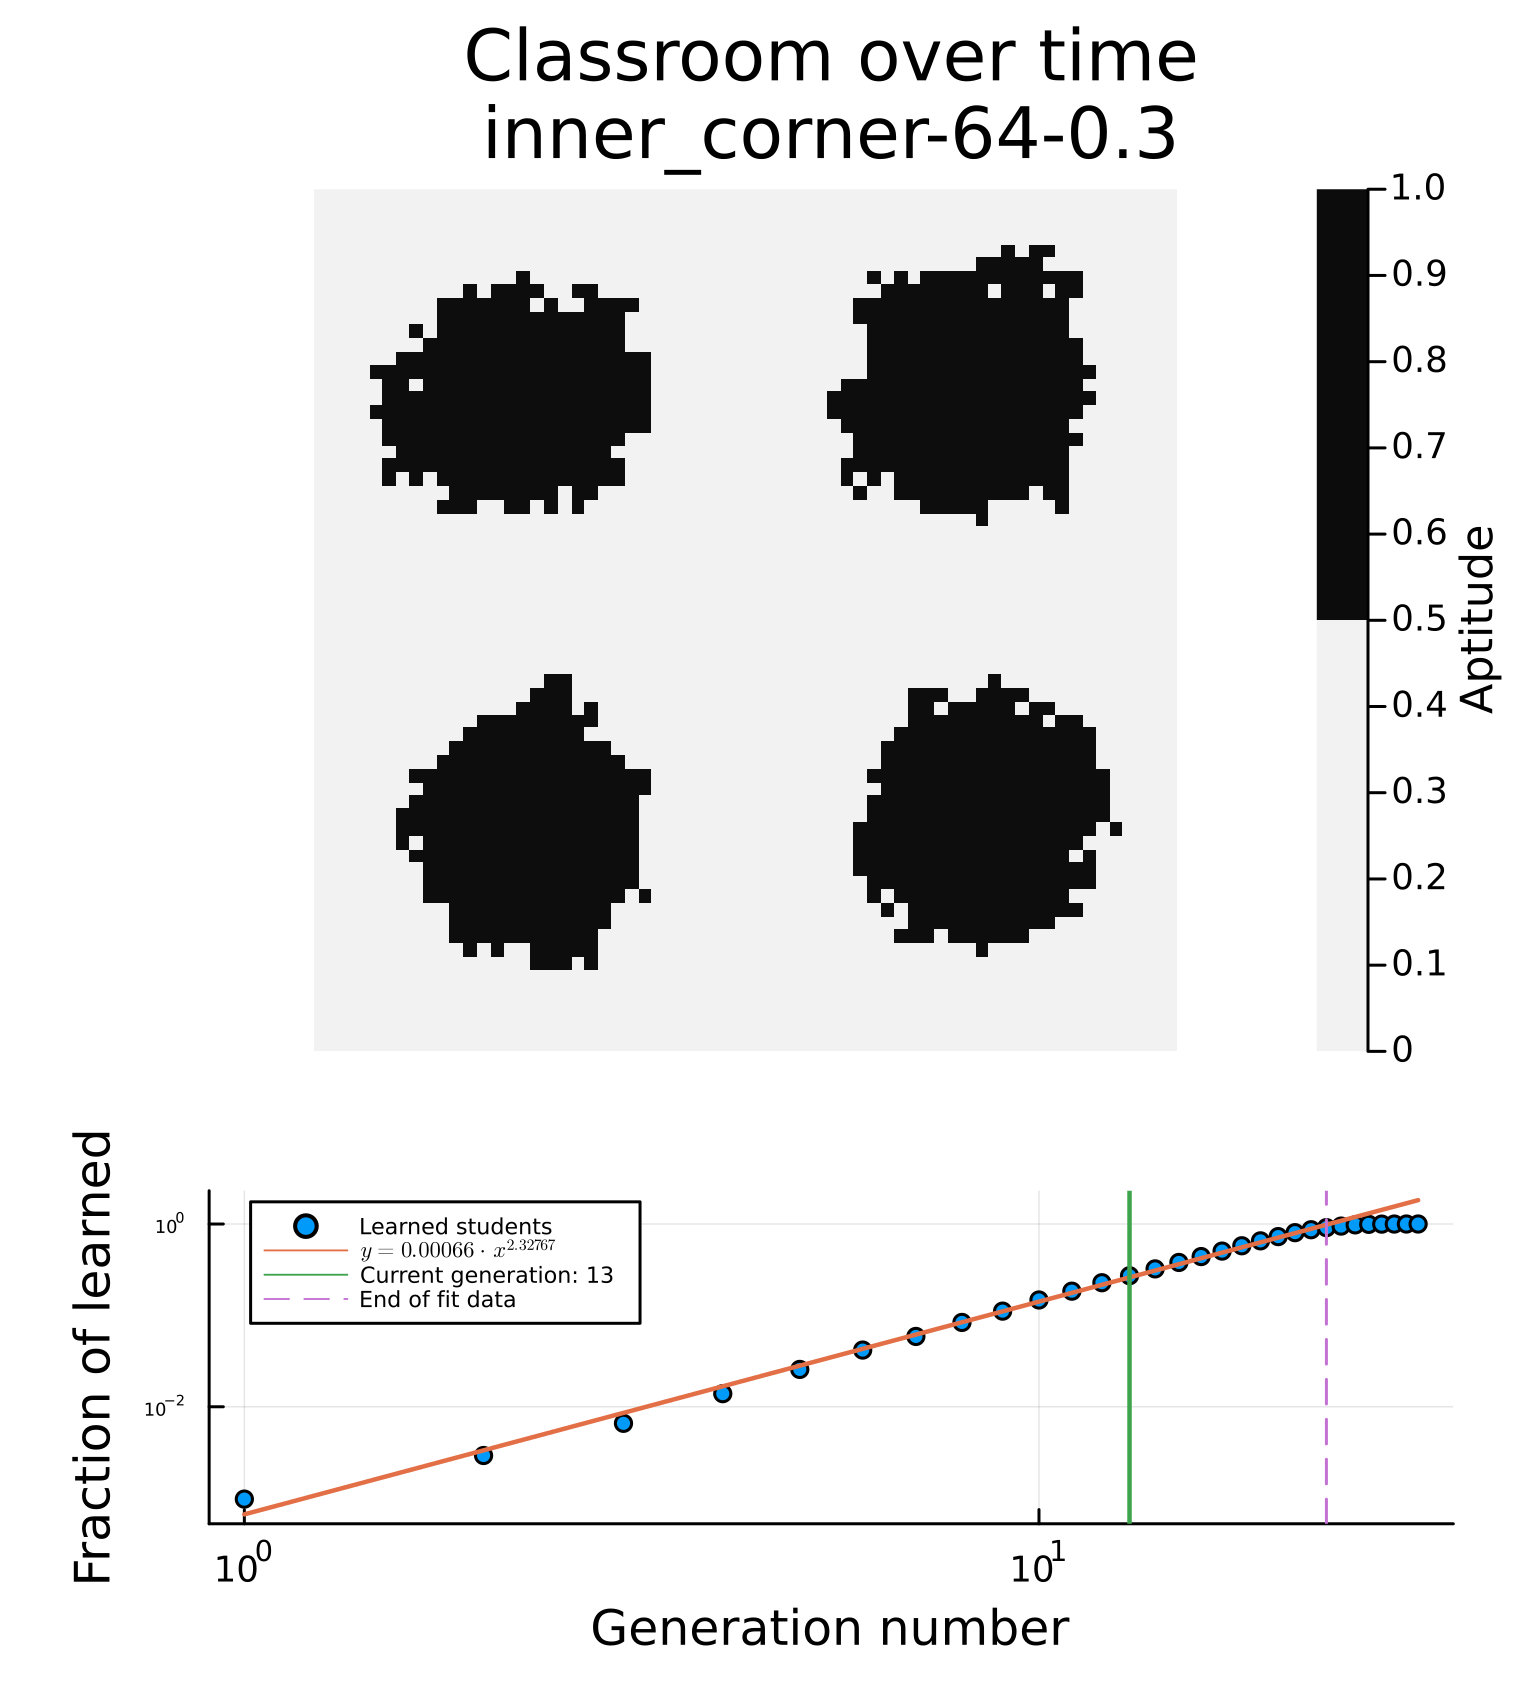 Classroom over time
inner_corner-64-0.3
1.0
0.9
0.8
0.7
0.6
0.5
0.4
0.3
0.2
0.1
0
Aptitude
Fraction of learned
10^0
10^-2
Learned students
y = 0.00066 · x^2.32767
Current generation: 13
End of fit data
10^0
10^1
Generation number